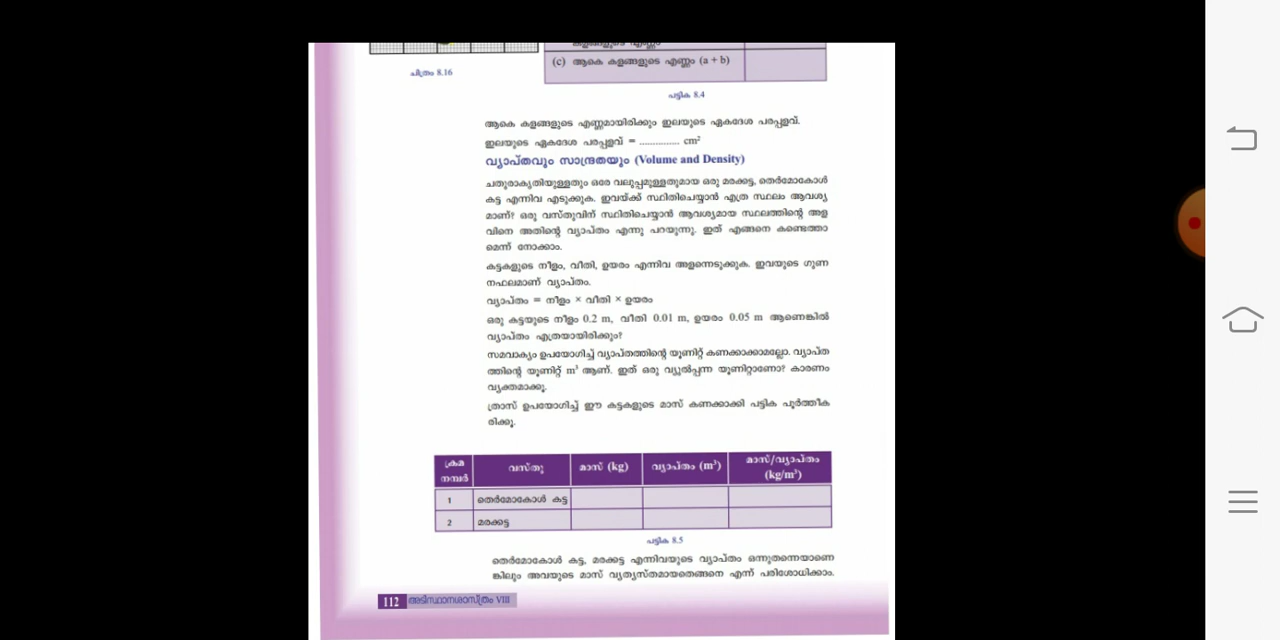 കളങ്ങളുടെ എണ്ണം
(c) ആകെ കളങ്ങളുടെ എണ്ണം (a + b)
ചിത്രം 8.16
പട്ടിക 8.4
ആകെ കളങ്ങളുടെ എണ്ണമായിരിക്കും ഇലയുടെ ഏകദേശ പരപ്പളവ്.
ഇലയുടെ ഏകദേശ പരപ്പളവ് = .............. cm²
വ്യാപ്തവും സാന്ദ്രതയും (Volume and Density)
ചതുരാകൃതിയുള്ളതും ഒരേ വലുപ്പമുള്ളതുമായ ഒരു മരക്കട്ട, തെർമോകോൾ
കട്ട എന്നിവ എടുക്കുക. ഇവയ്ക്ക് സ്ഥിതിചെയ്യാൻ എത്ര സ്ഥലം ആവശ്യ
മാണ്? ഒരു വസ്തുവിന് സ്ഥിതിചെയ്യാൻ ആവശ്യമായ സ്ഥലത്തിന്റെ അള
വിനെ അതിന്റെ വ്യാപ്തം എന്നു പറയുന്നു. ഇത് എങ്ങനെ കണ്ടെത്താ
മെന്ന് നോക്കാം.
കട്ടകളുടെ നീളം, വീതി, ഉയരം എന്നിവ അളന്നെടുക്കുക. ഇവയുടെ ഗുണ
നഫലമാണ് വ്യാപ്തം.
വ്യാപ്തം = നീളം × വീതി × ഉയരം
ഒരു കട്ടയുടെ നീളം 0.2 m, വീതി 0.01 m, ഉയരം 0.05 m ആണെങ്കിൽ
വ്യാപ്തം എത്രയായിരിക്കും?
സമവാക്യം ഉപയോഗിച്ച് വ്യാപ്തത്തിന്റെ യൂണിറ്റ് കണക്കാക്കാമല്ലോ. വ്യാപ്ത
ത്തിന്റെ യൂണിറ്റ് m³ ആണ്. ഇത് ഒരു വ്യുൽപ്പന്ന യൂണിറ്റാണോ? കാരണം
വ്യക്തമാക്കൂ.
ത്രാസ് ഉപയോഗിച്ച് ഈ കട്ടകളുടെ മാസ് കണക്കാക്കി പട്ടിക പൂർത്തീക
രിക്കൂ.
ക്രമ നമ്പർ വസ്തു മാസ് (kg) വ്യാപ്തം (m³) മാസ്/വ്യാപ്തം (kg/m³)
1 തെർമോകോൾ കട്ട
2 മരക്കട്ട
പട്ടിക 8.5
തെർമോകോൾ കട്ട, മരക്കട്ട എന്നിവയുടെ വ്യാപ്തം ഒന്നുതന്നെയാണെ
ങ്കിലും അവയുടെ മാസ് വ്യത്യസ്തമായതെങ്ങനെ എന്ന് പരിശോധിക്കാം.
112 അടിസ്ഥാനശാസ്ത്രം VIII